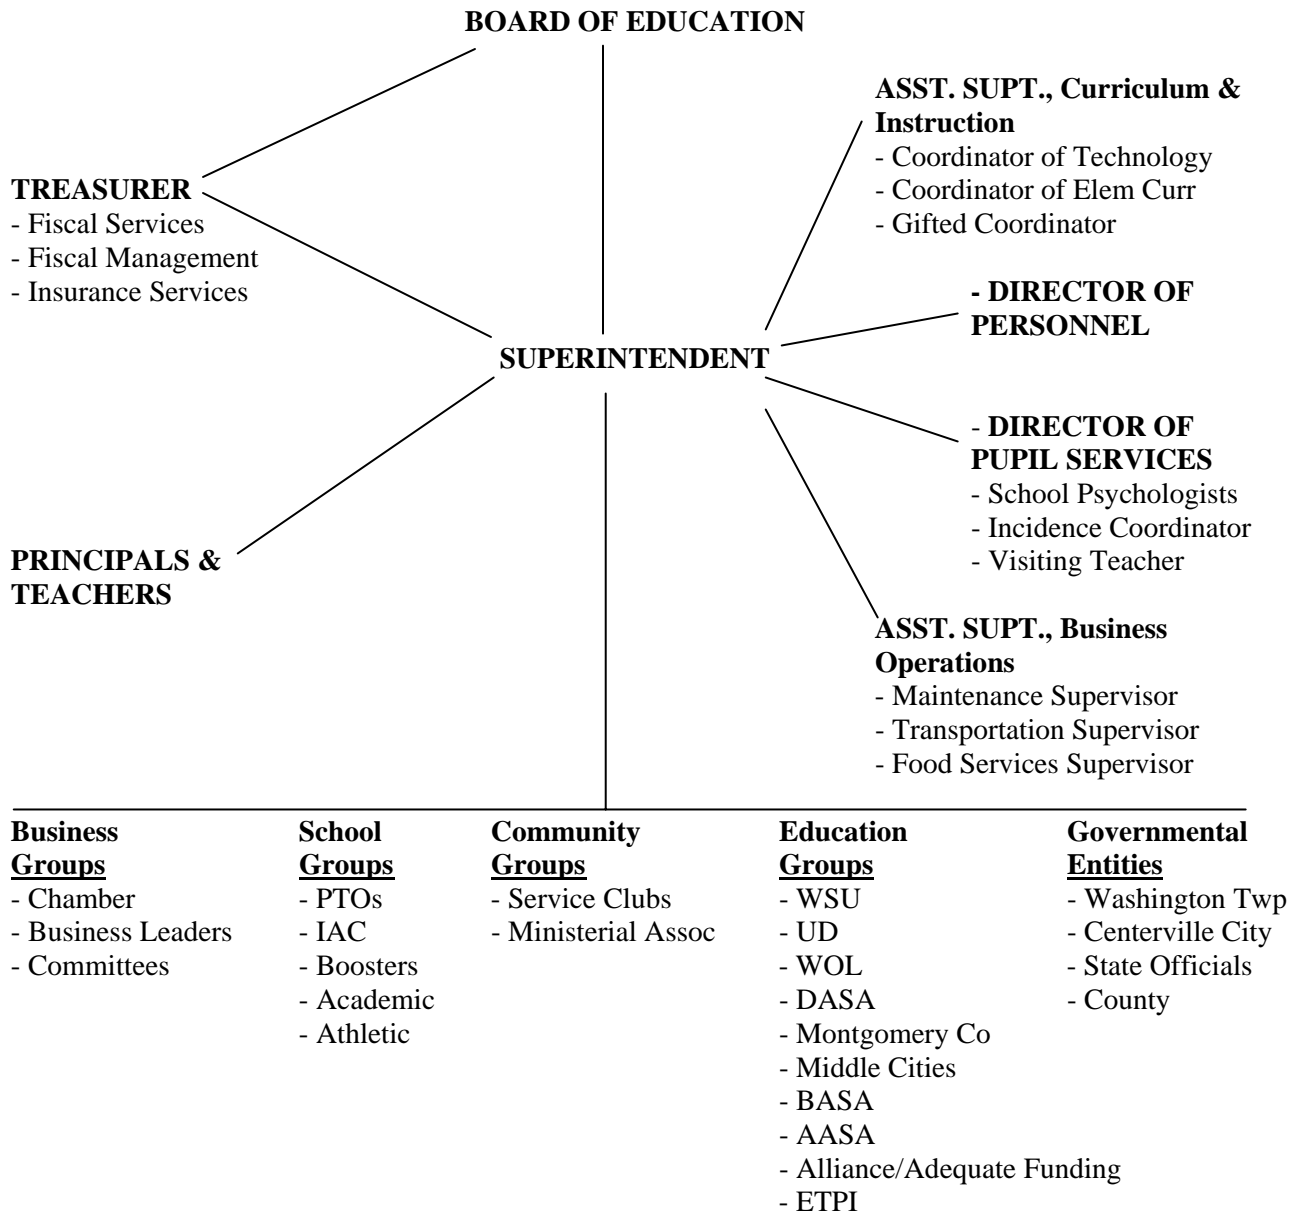 BOARD OF EDUCATION
ASST. SUPT., Curriculum &
Instruction
- Coordinator of Technology
- Coordinator of Elem Curr
- Gifted Coordinator
TREASURER
- Fiscal Services
- Fiscal Management
- Insurance Services
- DIRECTOR OF
PERSONNEL
SUPERINTENDENT
- DIRECTOR OF
PUPIL SERVICES
- School Psychologists
- Incidence Coordinator
- Visiting Teacher
PRINCIPALS &
TEACHERS
ASST. SUPT., Business
Operations
- Maintenance Supervisor
- Transportation Supervisor
- Food Services Supervisor
Business
Groups
- Chamber
- Business Leaders
- Committees
School
Groups
- PTOs
- IAC
- Boosters
- Academic
- Athletic
Community
Groups
- Service Clubs
- Ministerial Assoc
Education
Groups
- WSU
- UD
- WOL
- DASA
- Montgomery Co
- Middle Cities
- BASA
- AASA
- Alliance/Adequate Funding
- ETPI
Governmental
Entities
- Washington Twp
- Centerville City
- State Officials
- County